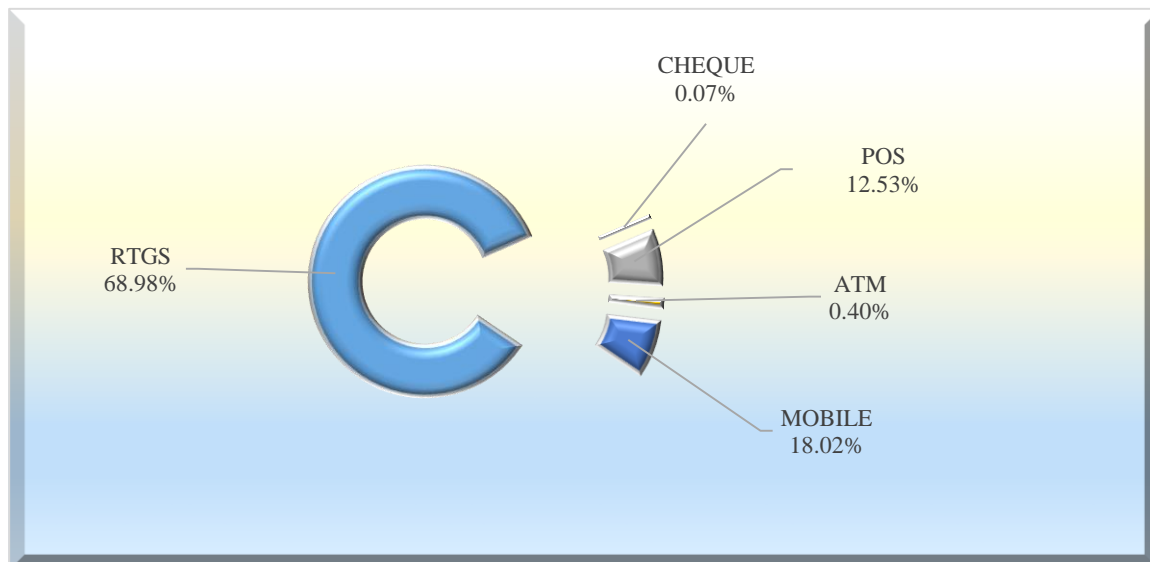 CHEQUE
0.07%
POS
12.53%
RTGS
68.98%
ATM
0.40%
MOBILE
18.02%